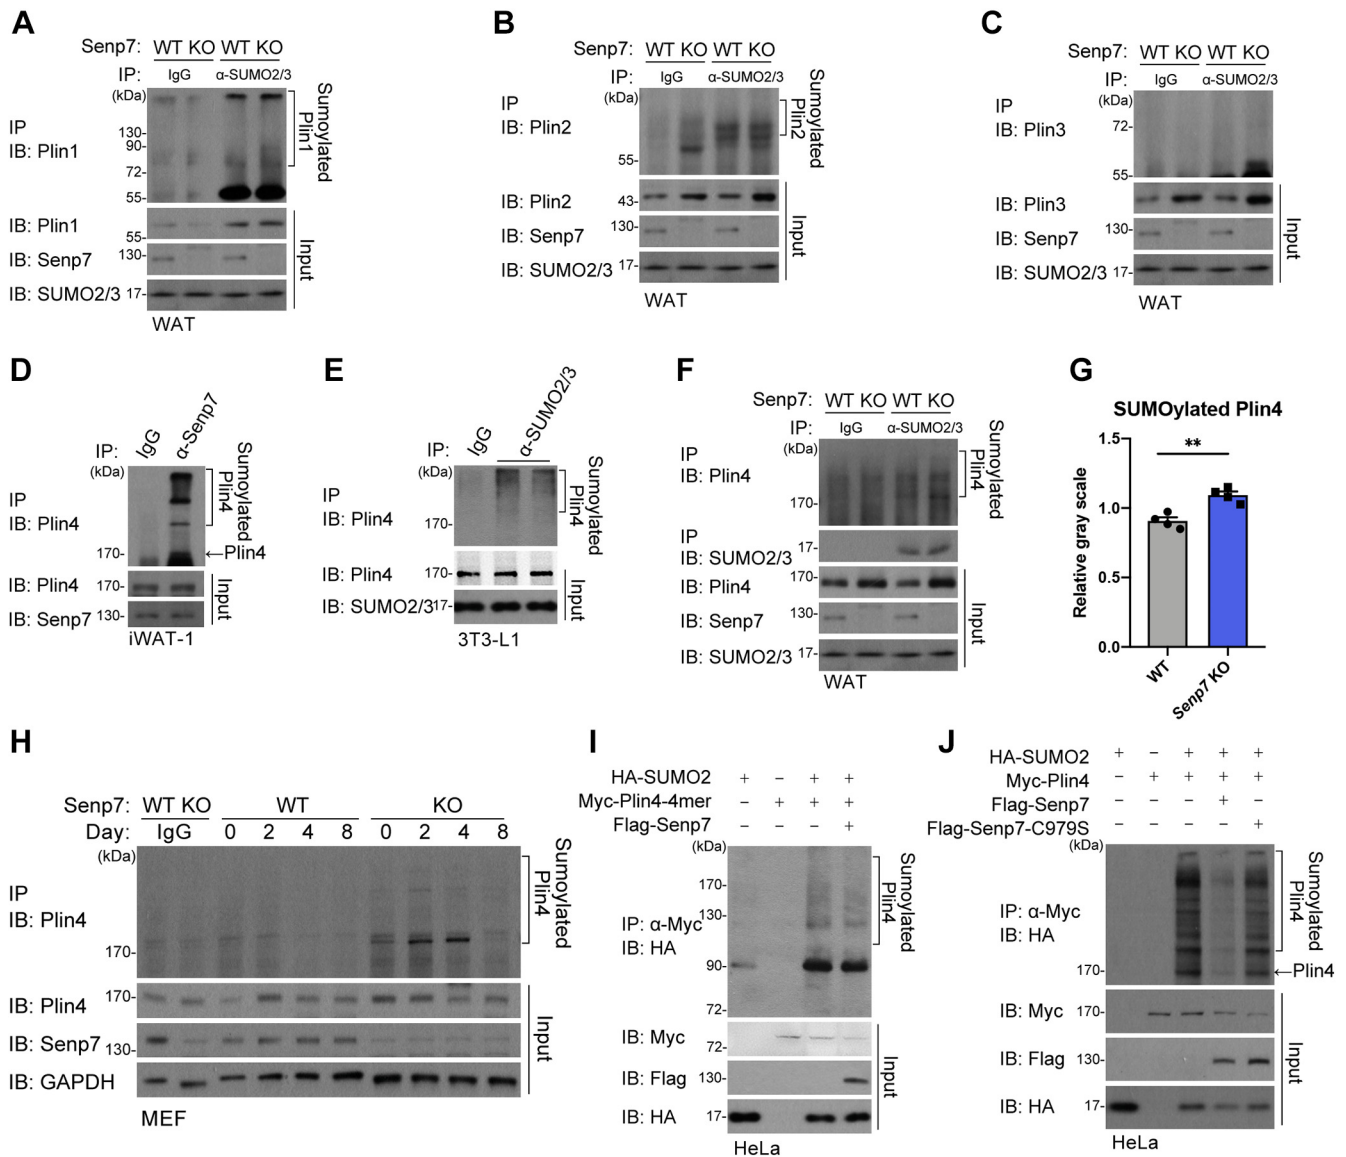 A
Senp7: WT KO WT KO
IP: IgG α-SUMO2/3
(kDa)
IP
IB: Plin1
130-
90-
72-
55-
Sumoylated
Plin1
IB: Plin1
55-
IB: Senp7 130-
IB: SUMO2/3 17-
Input
WAT
B
Senp7: WT KO WT KO
IP: IgG α-SUMO2/3
(kDa)
IP
IB: Plin2
55-
Plin2
Sumoylated
IB: Plin2 43-
IB: Senp7 130-
IB: SUMO2/3 17-
Input
WAT
C
Senp7: WT KO WT KO
IP: IgG α-SUMO2/3
(kDa)
IP
IB: Plin3
72-
55-
IB: Plin3
43-
IB: Senp7 130-
IB: SUMO2/3 17-
Input
WAT
D
IP: IgG α-Senp7
(kDa)
IP
IB: Plin4
170-
←Plin4
Sumoylated
Plin4
IB: Plin4 170-
IB: Senp7 130-
Input
iWAT-1
E
IP: IgG α-SUMO2/3
(kDa)
IP
IB: Plin4
170-
Sumoylated
Plin4
IB: Plin4 170-
IB: SUMO2/3 17-
Input
3T3-L1
F
Senp7: WT KO WT KO
IP: IgG α-SUMO2/3
(kDa)
IP
IB: Plin4
170-
Sumoylated
Plin4
IP
IB: SUMO2/3
17-
IB: Plin4 170-
IB: Senp7 130-
IB: SUMO2/3 17-
Input
WAT
G
SUMOylated Plin4
Relative gray scale
1.5
1.0
0.5
0.0
**
WT
Senp7 KO
H
Senp7: WT KO WT KO
Day: IgG 0 2 4 8 0 2 4 8
(kDa)
IP
IB: Plin4
170-
Sumoylated
Plin4
IB: Plin4 170-
IB: Senp7 130-
IB: GAPDH
Input
MEF
I
HA-SUMO2 + – + +
Myc-Plin4-4mer – + + +
Flag-Senp7 – – – +
(kDa)
170-
130-
90-
72-
IP: α-Myc
IB: HA
Sumoylated
Plin4
IB: Myc 72-
IB: Flag 130-
IB: HA 17-
Input
HeLa
J
HA-SUMO2 + – + + +
Myc-Plin4 – + + + +
Flag-Senp7 – – – + –
Flag-Senp7-C979S – – – – +
(kDa)
IP: α-Myc
IB: HA
170-
←Plin4
Sumoylated
Plin4
IB: Myc 170-
IB: Flag 130-
IB: HA 17-
Input
HeLa